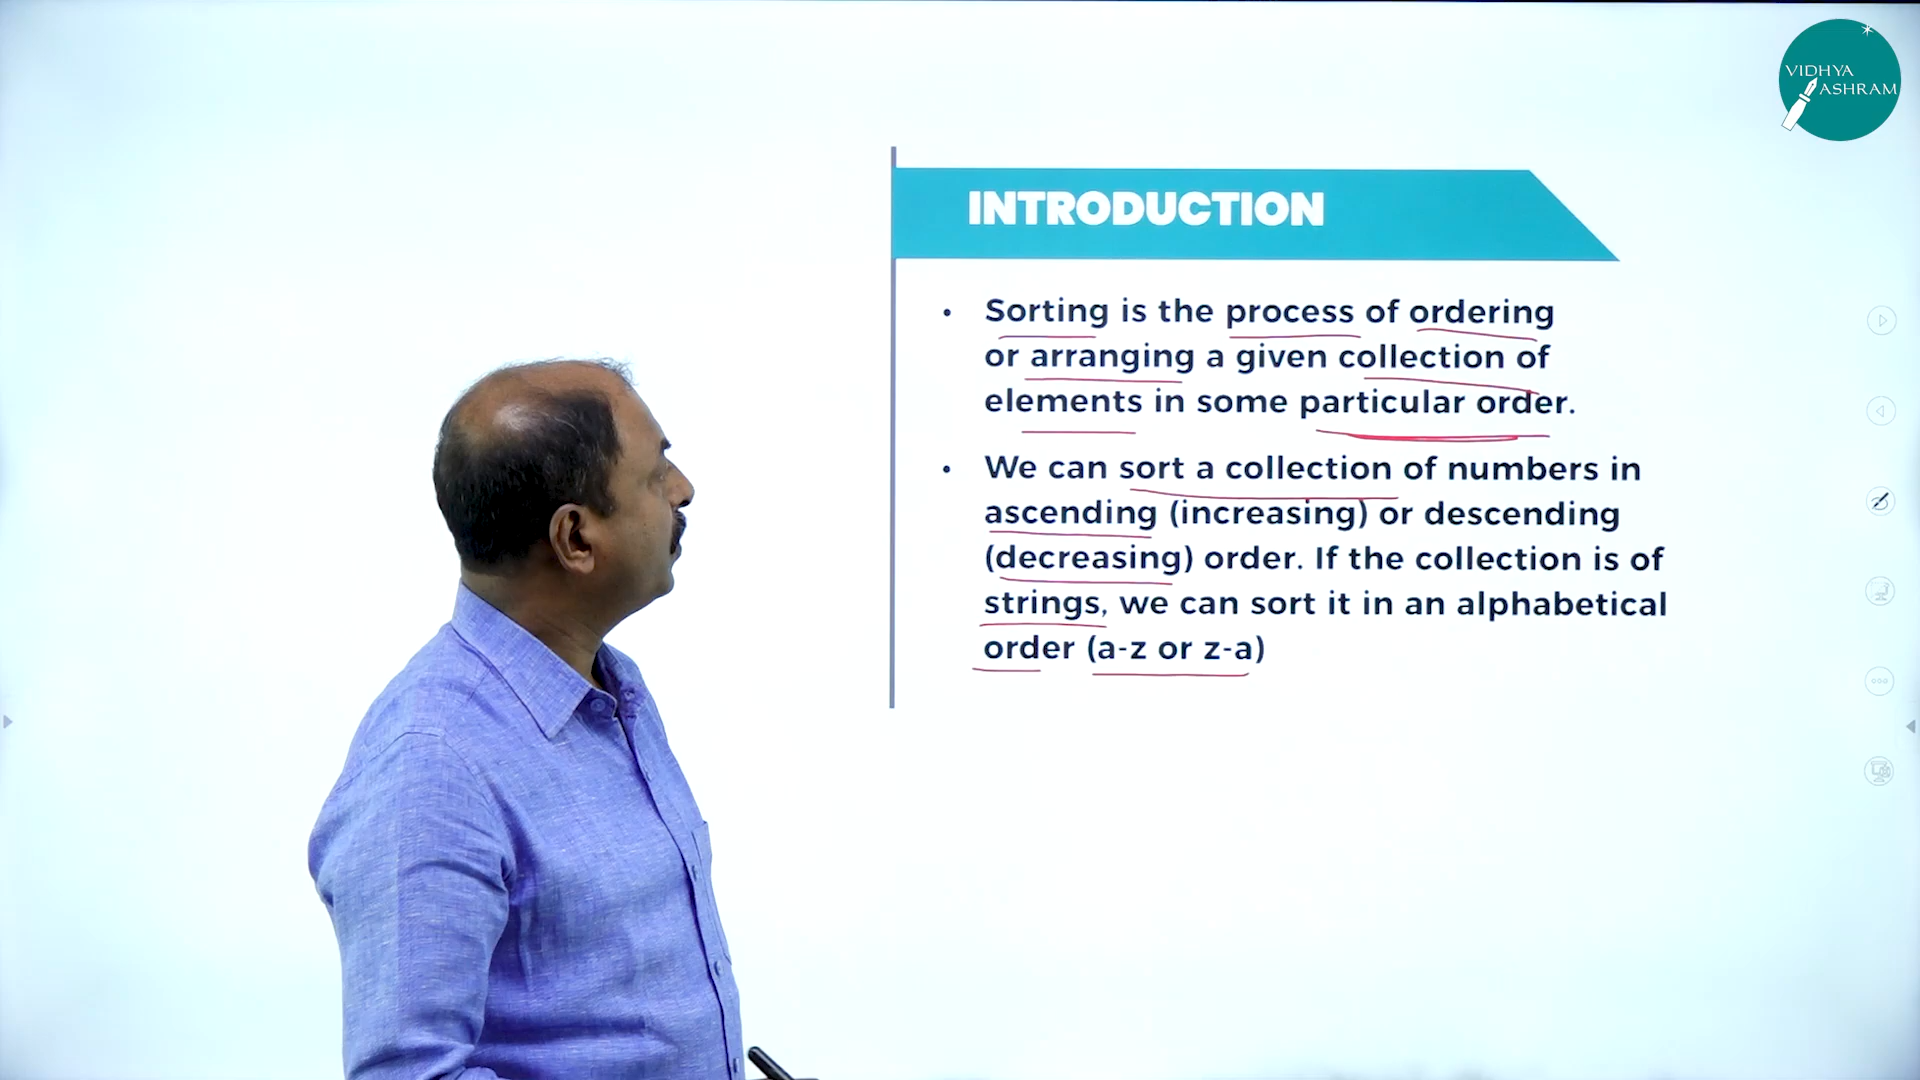 VIDHYA
ASHRAM
INTRODUCTION
• Sorting is the process of ordering
or arranging a given collection of
elements in some particular order.
• We can sort a collection of numbers in
ascending (increasing) or descending
(decreasing) order. If the collection is of
strings, we can sort it in an alphabetical
order (a-z or z-a)